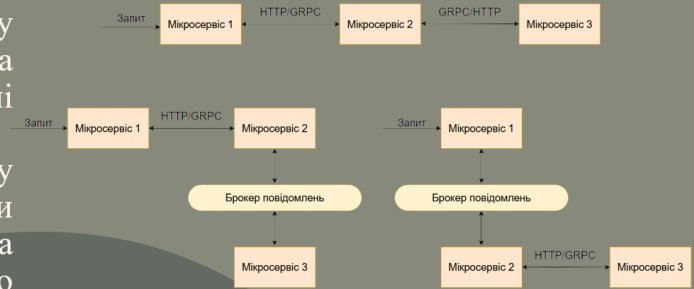 у
а
і
у
и
а
о
Запит
Мікросервіс 1
HTTP/GRPC
Мікросервіс 2
GRPC/HTTP
Мікросервіс 3
Запит
Мікросервіс 1
HTTP/GRPC
Мікросервіс 2
Брокер повідомлень
Мікросервіс 3
Запит
Мікросервіс 1
Брокер повідомлень
Мікросервіс 2
HTTP/GRPC
Мікросервіс 3